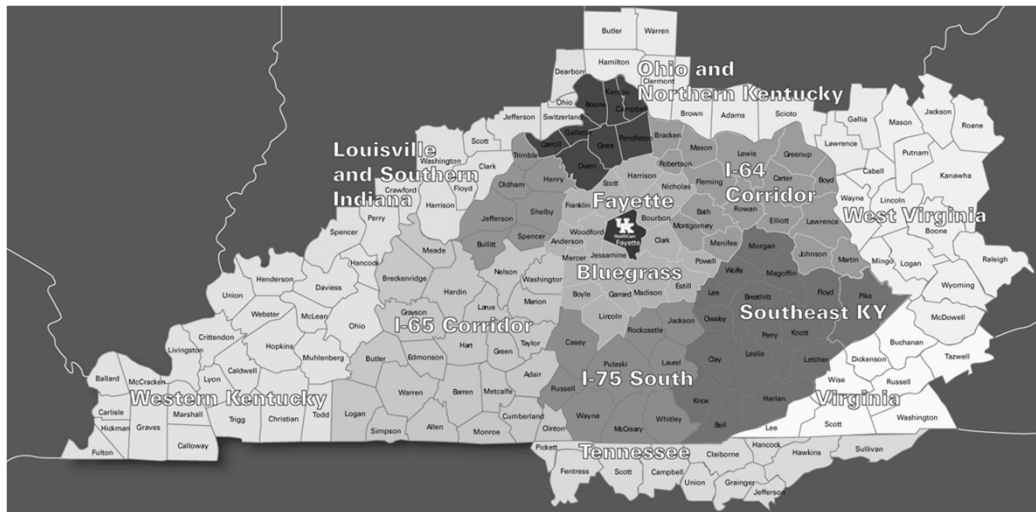 Butler
Warren
Dearborn
Hamilton
Clermont
Ohio and
Northern Kentucky
Ohio
Switzerland
Boone
Kenton
Campbell
Brown
Adams
Scioto
Jefferson
Gallatin
Carroll
Grant
Pendleton
Bracken
Owen
Mason
Lewis
Greenup
Gallia
Mason
Jackson
Roane
Lawrence
Putnam
Cabell
Kanawha
Scott
Washington
Clark
Trimble
Louisville
and Southern
Indiana
Crawford
Floyd
Harrison
Perry
Spencer
Oldham
Henry
Jefferson
Shelby
Spencer
Bullitt
Scott
Harrison
Robertson
Nicholas
Fleming
I-64
Corridor
Carter
Boyd
Rowan
Elliott
Lawrence
Wayne
Lincoln
West Virginia
Boone
Mingo
Logan
Raleigh
Wyoming
McDowell
Franklin
Fayette
Bourbon
Bath
Montgomery
Woodford
UK
HealthCare
Fayette
Clark
Menifee
Morgan
Johnson
Martin
Anderson
Mercer
Jessamine
Powell
Wolfe
Magoffin
Bluegrass
Boyle
Garrard
Madison
Estill
Lee
Breathitt
Floyd
Pike
Lincoln
Meade
Hancock
Breckenridge
Nelson
Washington
Hardin
Larue
Marion
Grayson
I-65 Corridor
Hart
Green
Taylor
Butler
Edmonson
Adair
Warren
Barren
Metcalfe
Logan
Simpson
Allen
Monroe
Cumberland
Clinton
Casey
Rockcastle
Jackson
Owsley
Southeast KY
Perry
Knott
Pulaski
Laurel
Clay
Leslie
Letcher
I-75 South
Russell
Wayne
McCreary
Whitley
Knox
Bell
Harlan
Henderson
Union
Daviess
Webster
McLean
Ohio
Crittenden
Livingston
Hopkins
Muhlenberg
Caldwell
Lyon
Ballard
McCracken
Carlisle
Western Kentucky
Hickman
Graves
Marshall
Trigg
Christian
Todd
Fulton
Calloway
Buchanan
Dickenson
Tazwell
Wise
Russell
Virginia
Washington
Scott
Lee
Pickett
Tennessee
Fentress
Scott
Campbell
Claiborne
Union
Grainger
Hancock
Hawkins
Jefferson
Sullivan